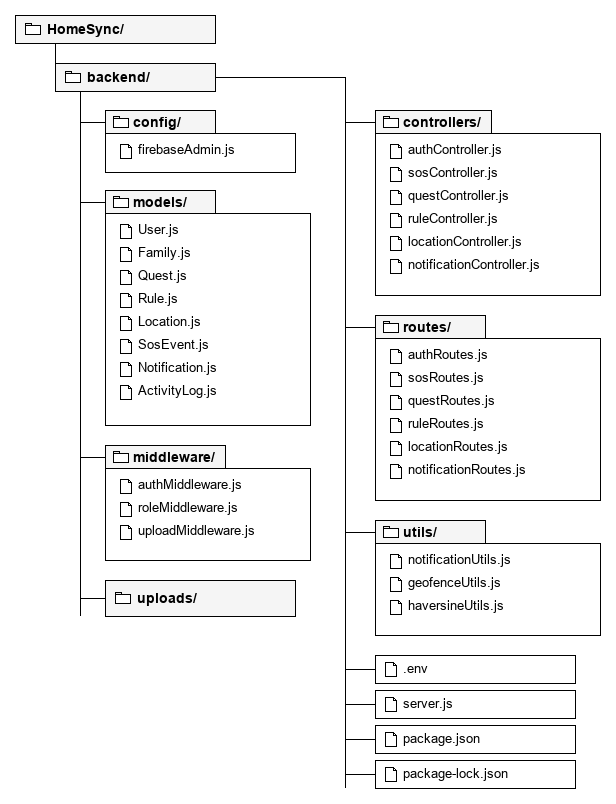 HomeSync/
backend/
config/
firebaseAdmin.js
models/
User.js
Family.js
Quest.js
Rule.js
Location.js
SosEvent.js
Notification.js
ActivityLog.js
middleware/
authMiddleware.js
roleMiddleware.js
uploadMiddleware.js
uploads/
controllers/
authController.js
sosController.js
questController.js
ruleController.js
locationController.js
notificationController.js
routes/
authRoutes.js
sosRoutes.js
questRoutes.js
ruleRoutes.js
locationRoutes.js
notificationRoutes.js
utils/
notificationUtils.js
geofenceUtils.js
haversineUtils.js
.env
server.js
package.json
package-lock.json